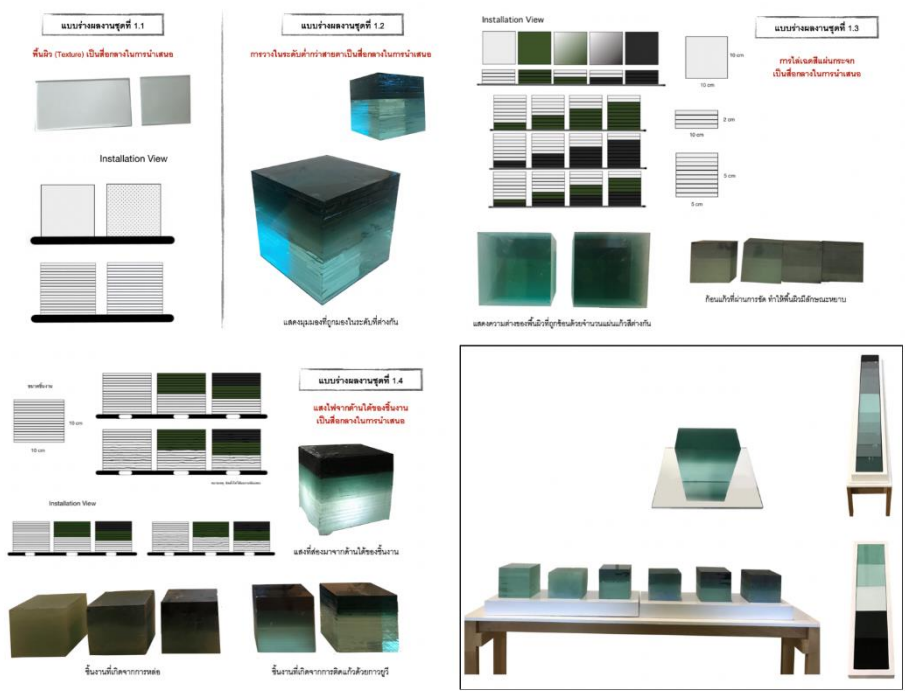 แบบร่างผลงานชุดที่ 1.1
พื้นผิว (Texture) เป็นสื่อกลางในการนำเสนอ
Installation View
แบบร่างผลงานชุดที่ 1.2
การวางในระดับต่ำกว่าสายตาเป็นสื่อกลางในการนำเสนอ
แสดงมุมมองที่ถูกมองในระดับที่ต่างกัน
Installation View
แบบร่างผลงานชุดที่ 1.3
การไล่เฉดสีแผ่นกระจก
เป็นสื่อกลางในการนำเสนอ
10 cm
10 cm
2 cm
10 cm
5 cm
5 cm
แสดงความต่างของพื้นผิวที่ถูกซ้อนด้วยจำนวนแผ่นแก้วสีต่างกัน
ก้อนแก้วที่ผ่านการขัด ทำให้พื้นผิวมีลักษณะหยาบ
ขนาดชิ้นงาน
10 cm
10 cm
Installation View
แบบร่างผลงานชุดที่ 1.4
แสงไฟจากด้านใต้ของชิ้นงาน
เป็นสื่อกลางในการนำเสนอ
แสงที่ส่องมาจากด้านใต้ของชิ้นงาน
ชิ้นงานที่เกิดจากการหล่อ
ชิ้นงานที่เกิดจากการติดแก้วด้วยกาวยูวี